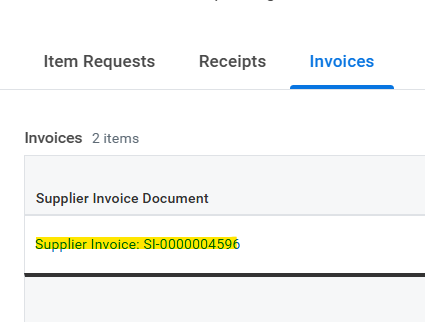 Item Requests Receipts Invoices
Invoices 2 items
Supplier Invoice Document
Supplier Invoice: SI-0000004596